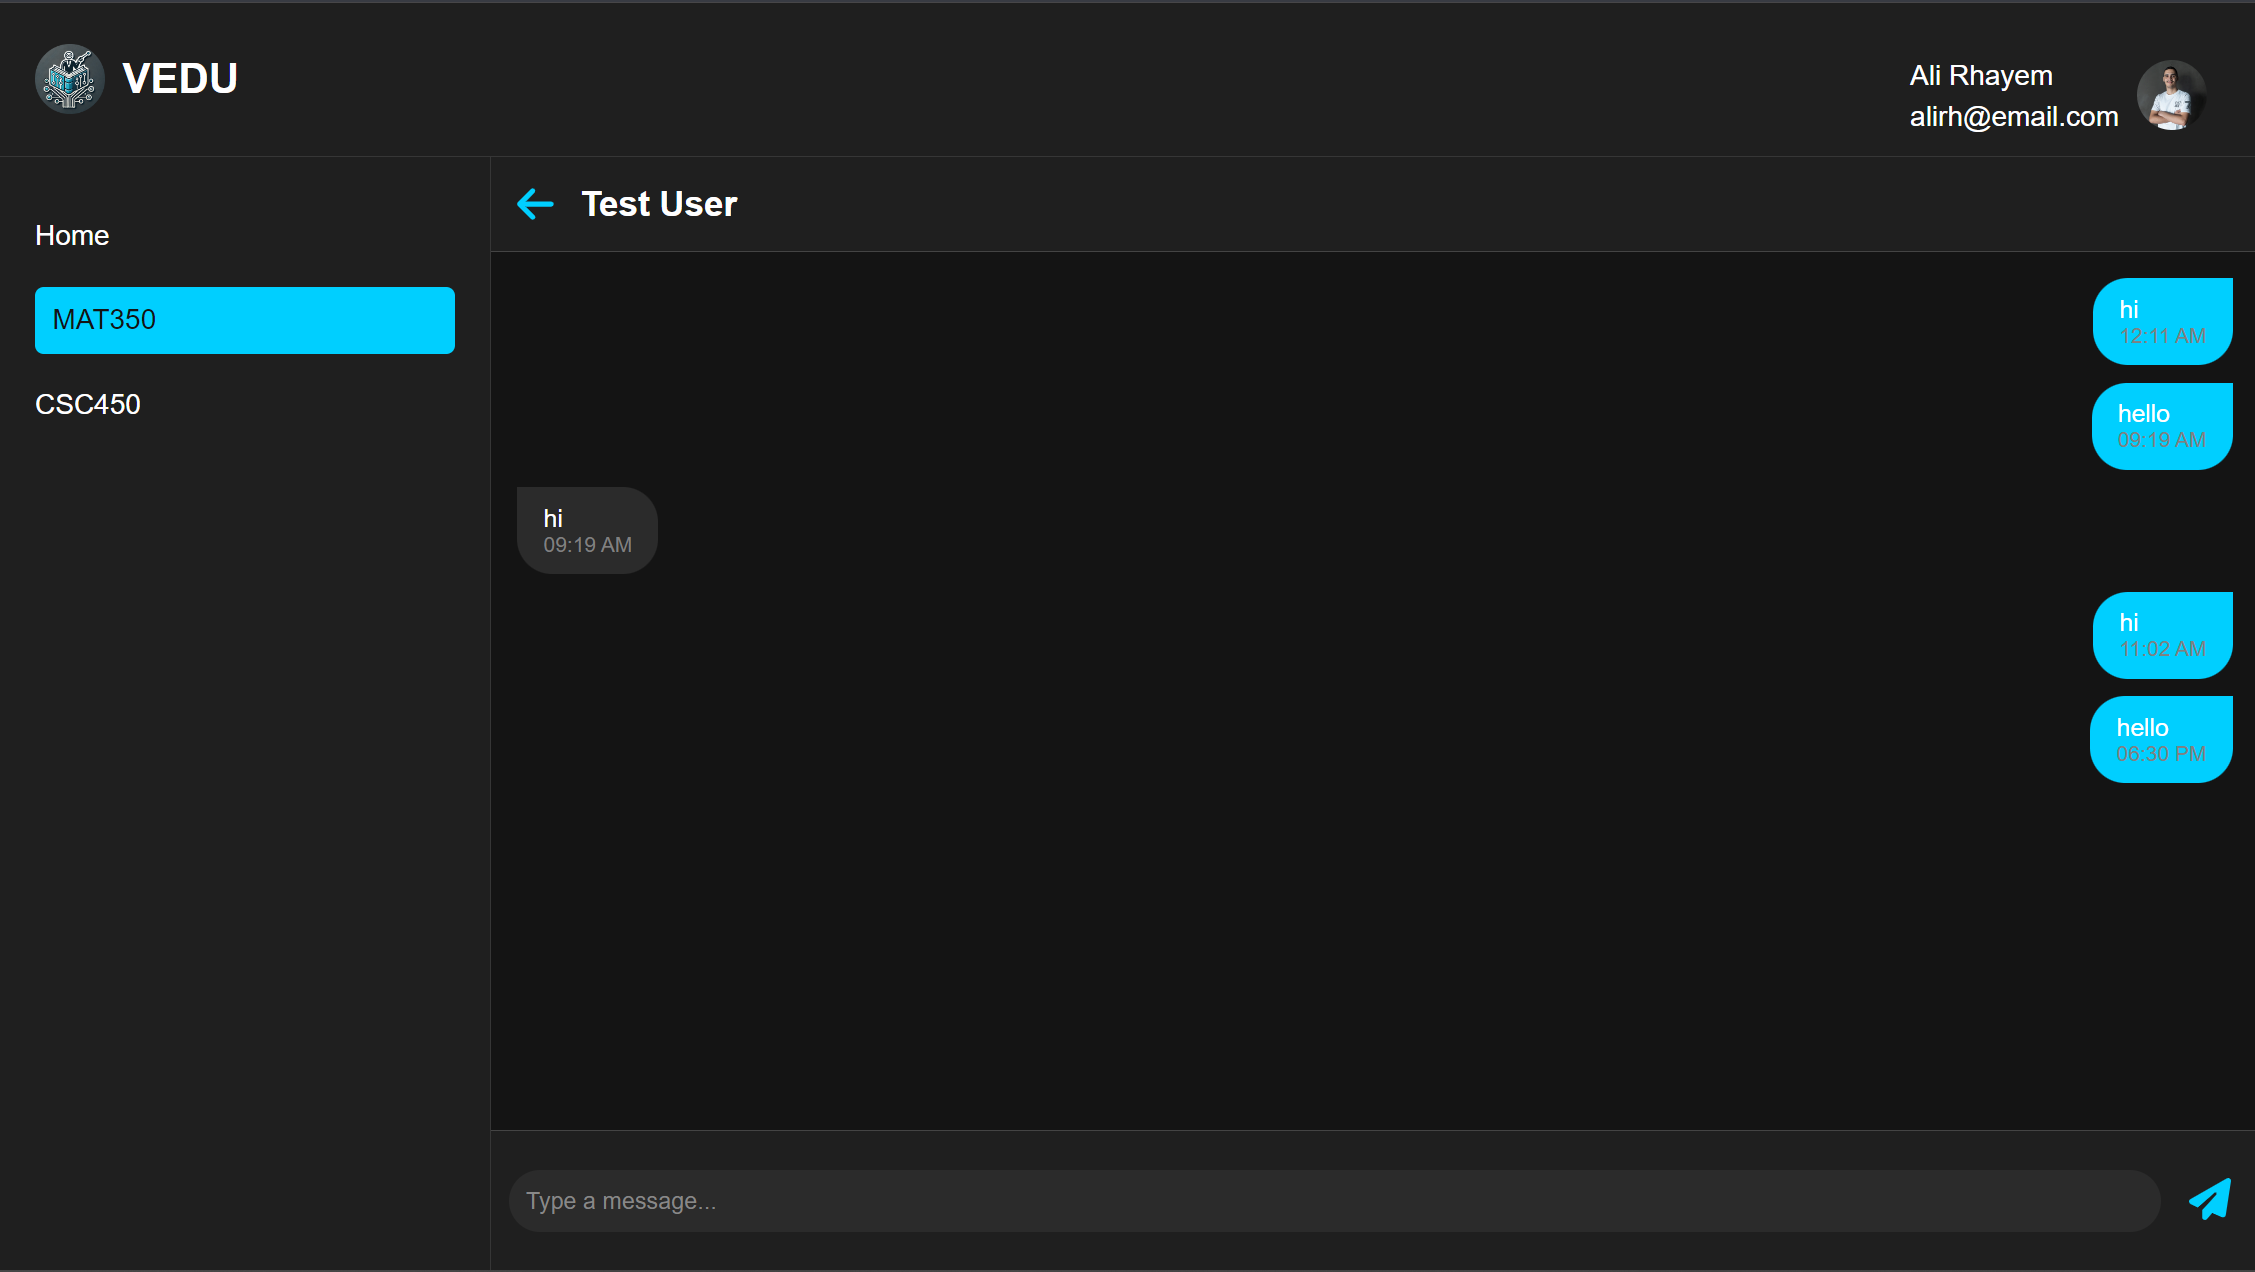 VEDU
Ali Rhayem
alirh@email.com
Home
MAT350
CSC450
Test User
hi
12:11 AM
hello
09:19 AM
hi
09:19 AM
hi
11:02 AM
hello
06:30 PM
Type a message...